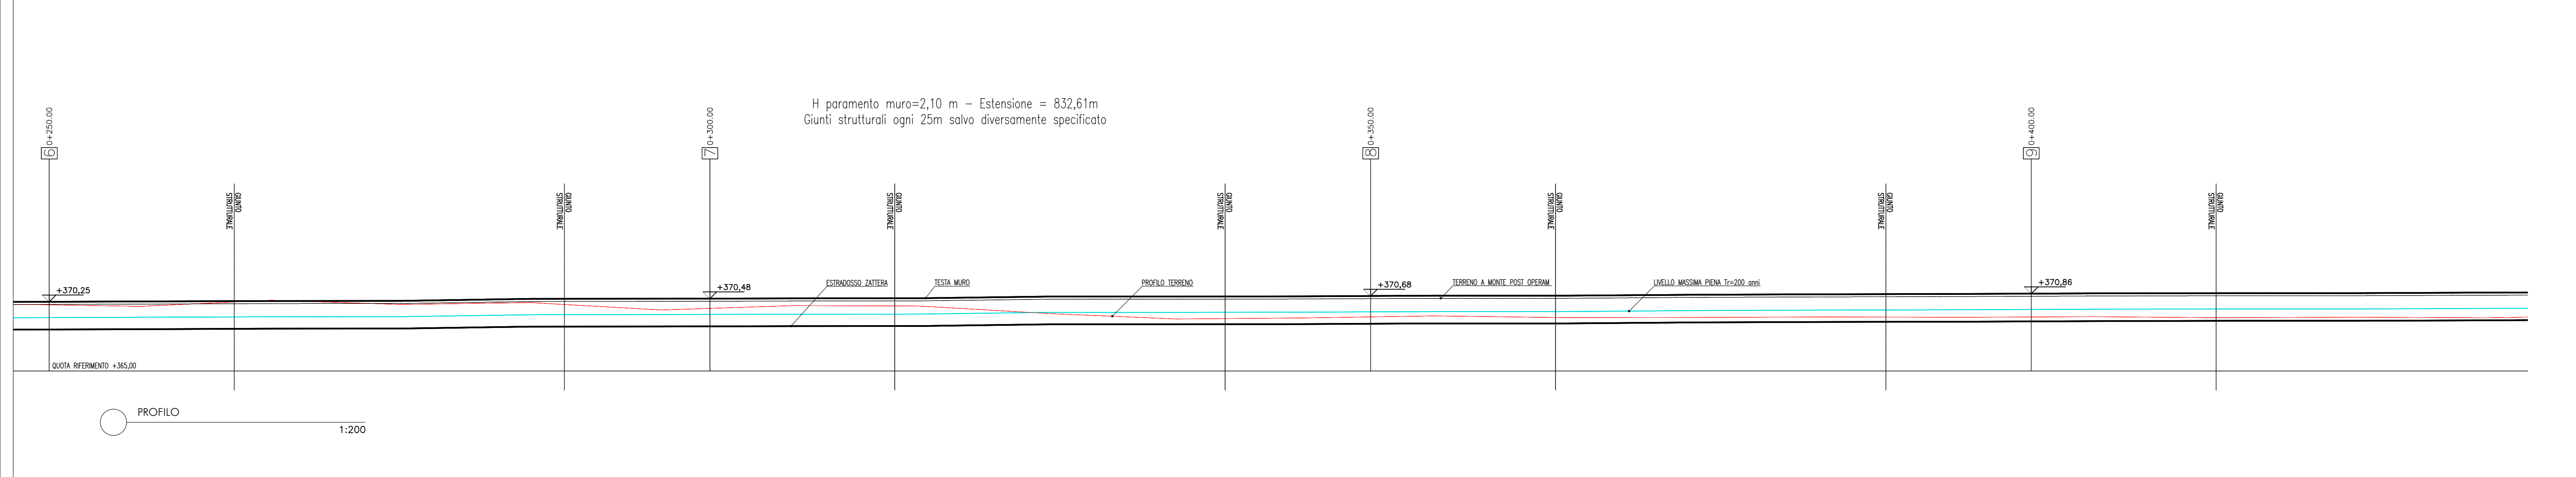 H paramento muro=2,10 m - Estensione = 832,61m
Giunti strutturali ogni 25m salvo diversamente specificato
6 0+250.00
7 0+300.00
8 0+350.00
9 0+400.00
GIUNTO
STRUTTURALE
GIUNTO
STRUTTURALE
GIUNTO
STRUTTURALE
GIUNTO
STRUTTURALE
GIUNTO
STRUTTURALE
GIUNTO
STRUTTURALE
GIUNTO
STRUTTURALE
+370,25
+370,48
ESTRADOSSO ZATTERA
TESTA MURO
PROFILO TERRENO
+370,68
TERRENO A MONTE POST OPERAM
LIVELLO MASSIMA PIENA Tr=200 anni
+370,86
QUOTA RIFERIMENTO +365,00
PROFILO
1:200